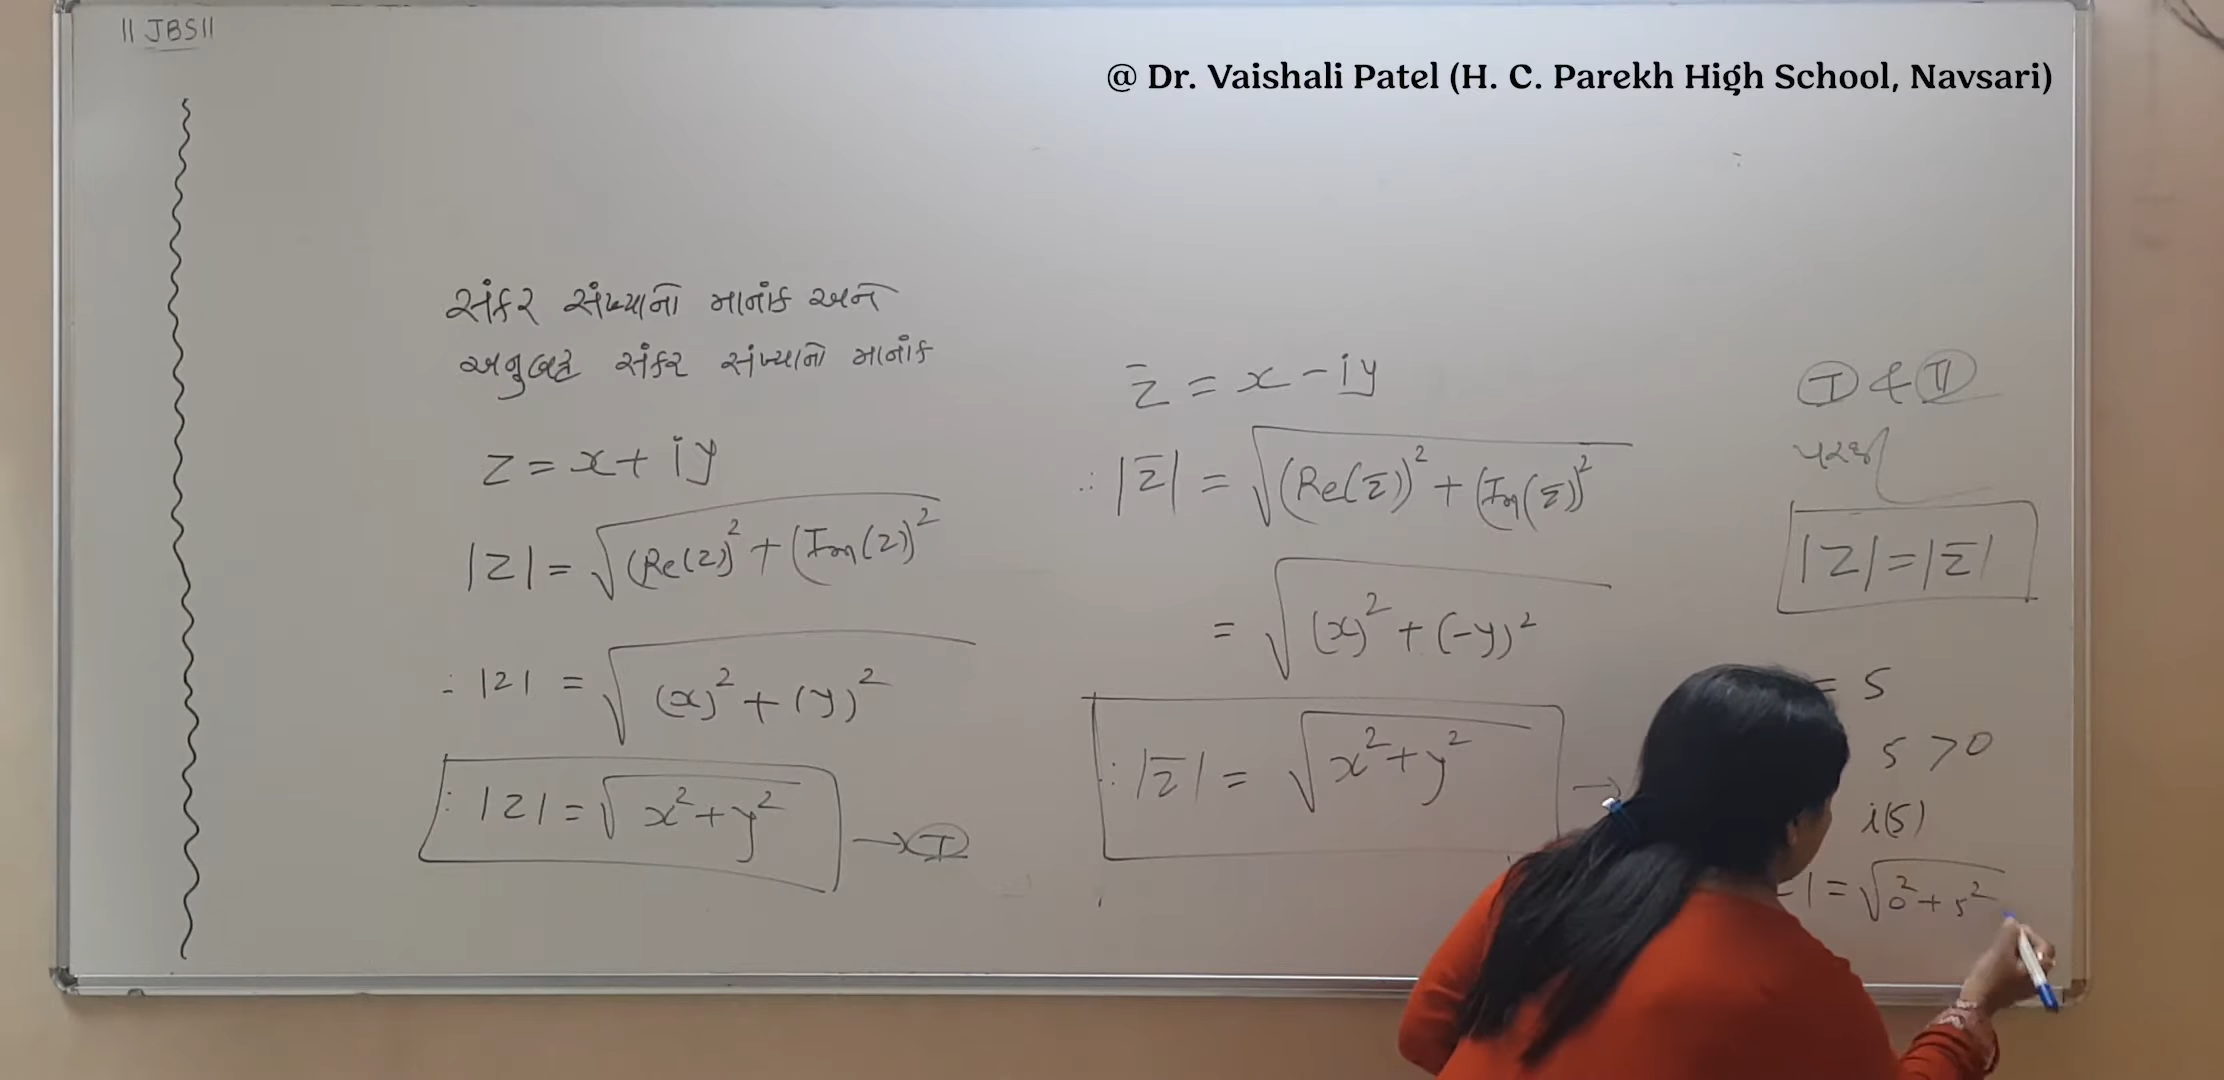 || JBS ||
@ Dr. Vaishali Patel (H. C. Parekh High School, Navsari)
સંકર સંખ્યાનો માનાંક અને
અનુબદ્ધ સંકર સંખ્યાનો માનાંક
z = x + iy
|z| = √(Re(z))² + (Im(z))²
∴ |z| = √(x)² + (y)²
∴ |z| = √x² + y² → I
z̄ = x - iy
∴ |z̄| = √(Re(z̄))² + (Im(z̄))²
= √(x)² + (-y)²
∴ |z̄| = √x² + y² →
I & II
પરથી
|z| = |z̄|
= 5
5 > 0
i(5)
| = √0² + 5²